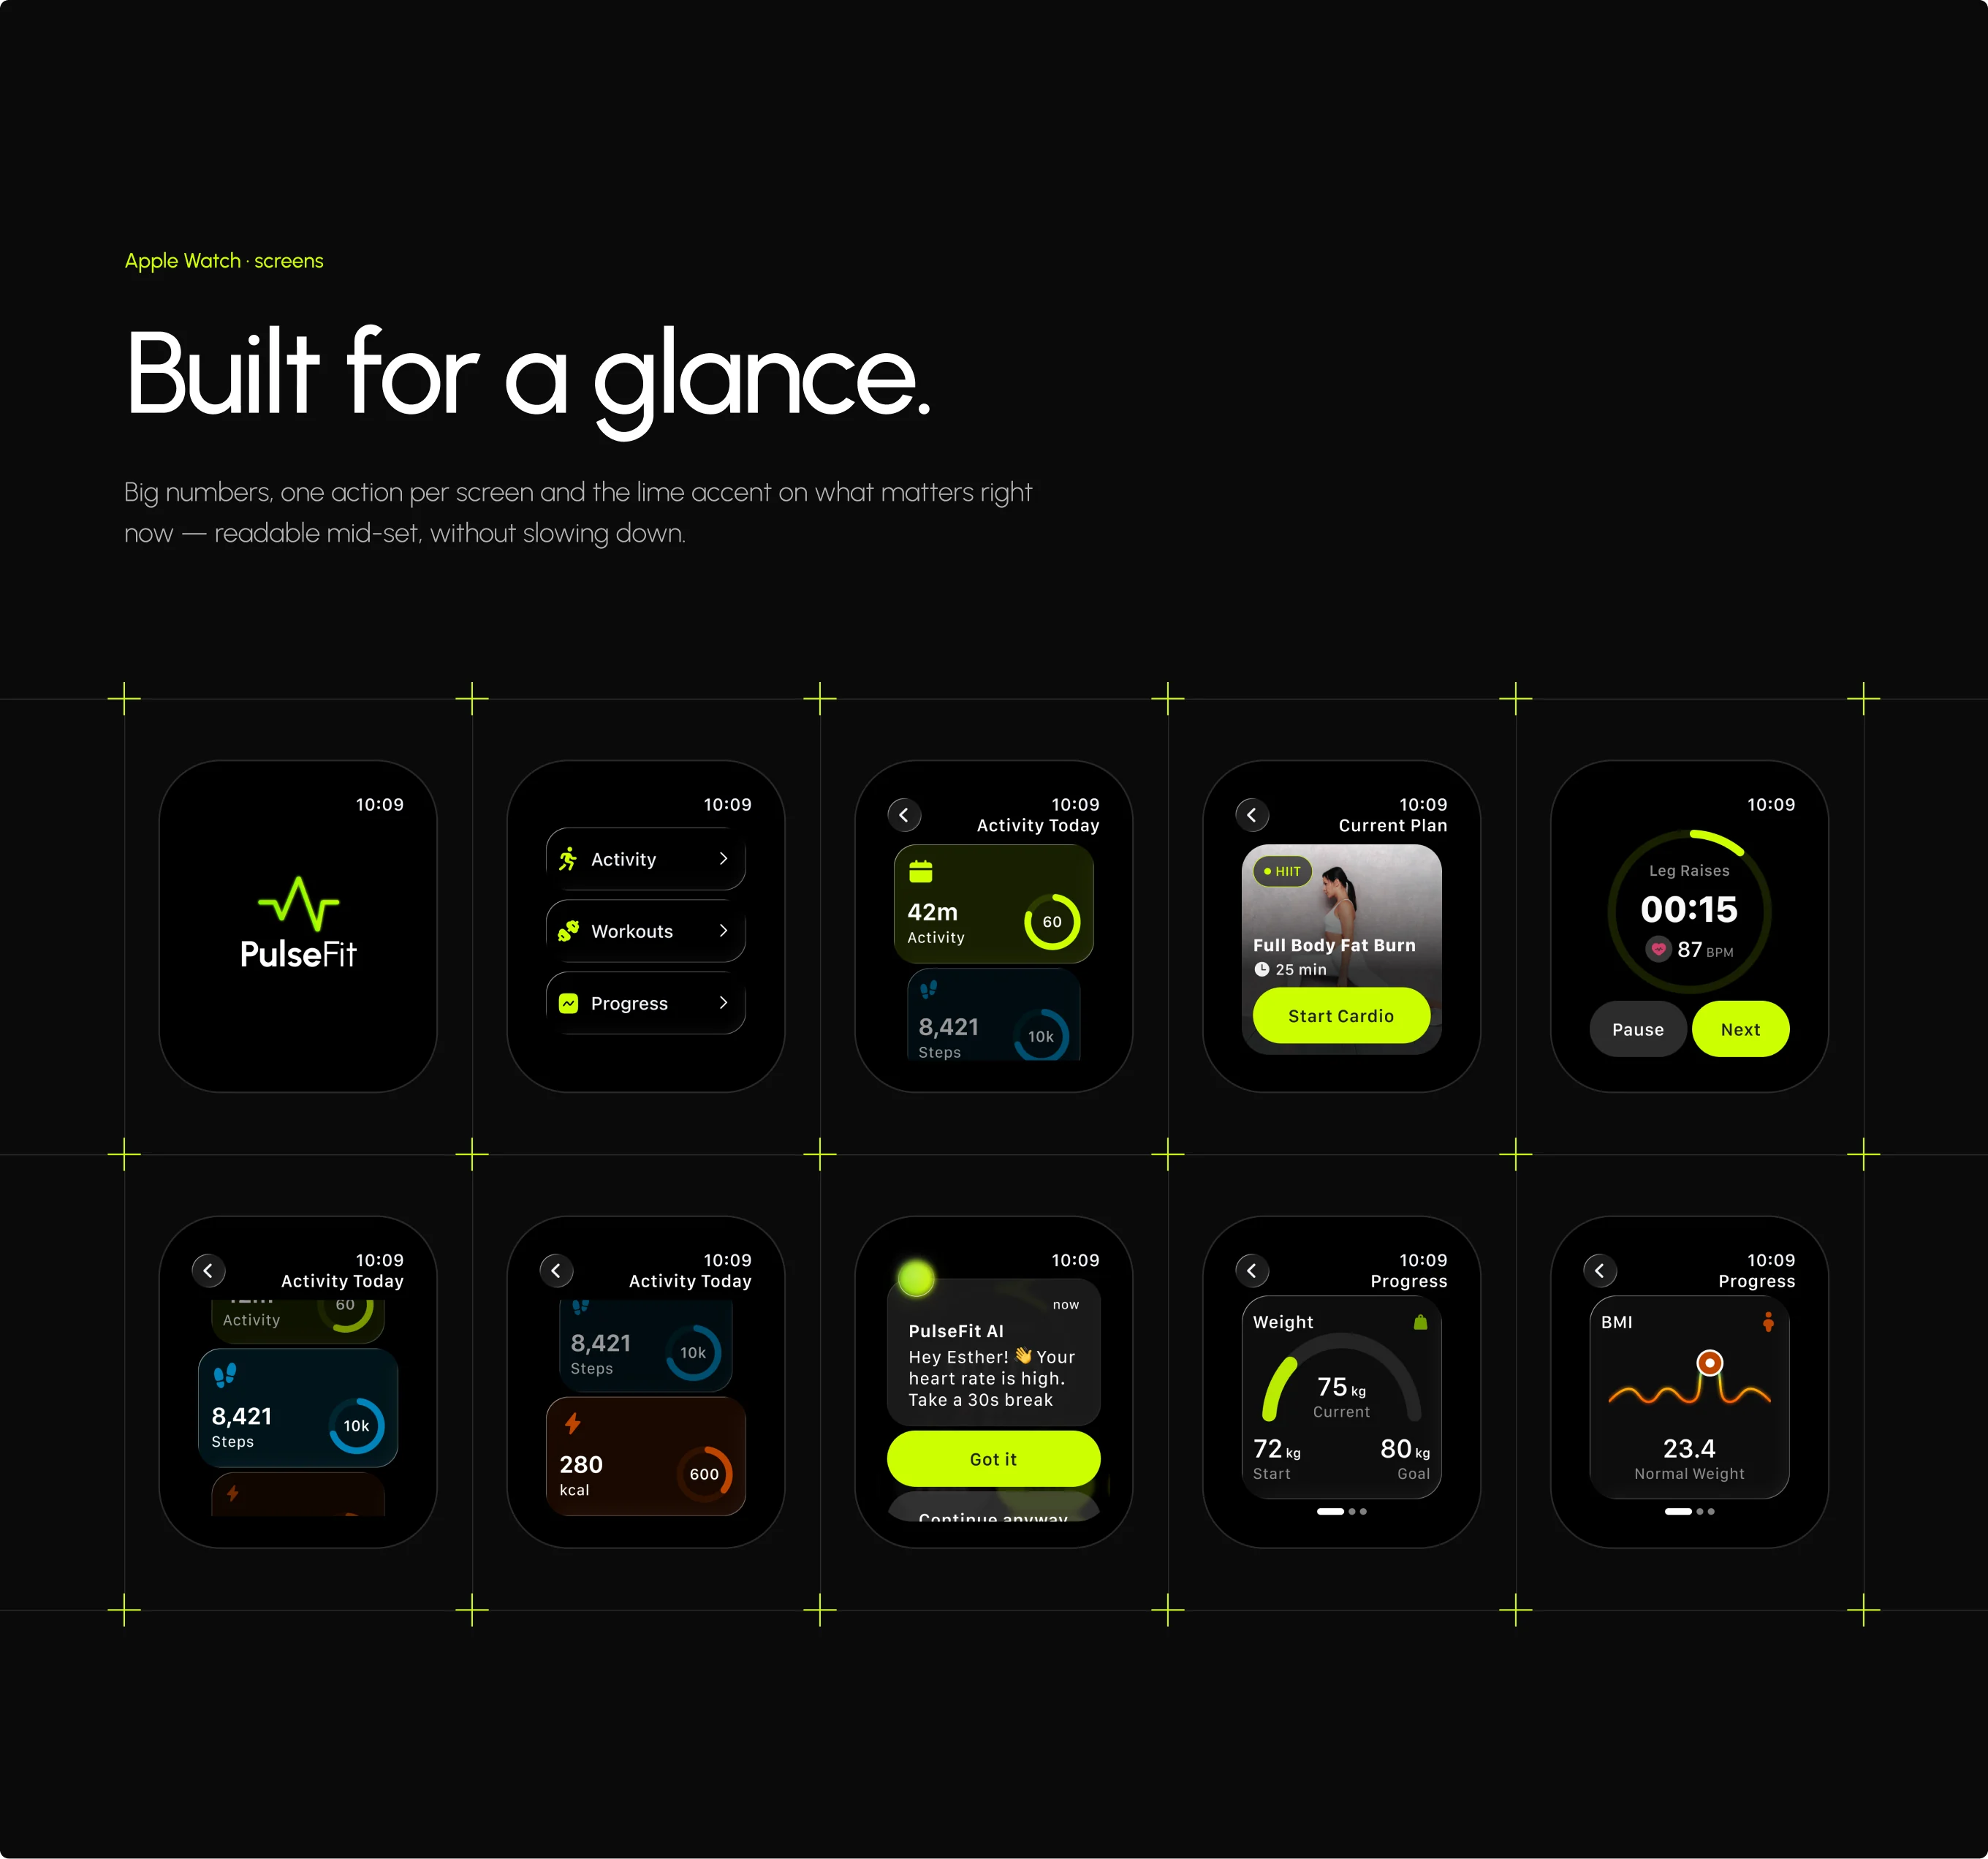 Apple Watch · screens
Built for a glance.
Big numbers, one action per screen and the lime accent on what matters right
now — readable mid-set, without slowing down.
10:09
PulseFit
10:09
Activity
Workouts
Progress
10:09
Activity Today
42m
Activity
60
8,421
Steps
10k
10:09
Current Plan
HIIT
Full Body Fat Burn
25 min
Start Cardio
10:09
Leg Raises
00:15
87 BPM
Pause
Next
10:09
Activity Today
60
Activity
8,421
Steps
10k
10:09
Activity Today
8,421
Steps
10k
280
kcal
600
10:09
now
PulseFit AI
Hey Esther! 👋 Your
heart rate is high.
Take a 30s break
Got it
Continue anyway
10:09
Progress
Weight
75 kg
Current
72 kg
Start
80 kg
Goal
10:09
Progress
BMI
23.4
Normal Weight